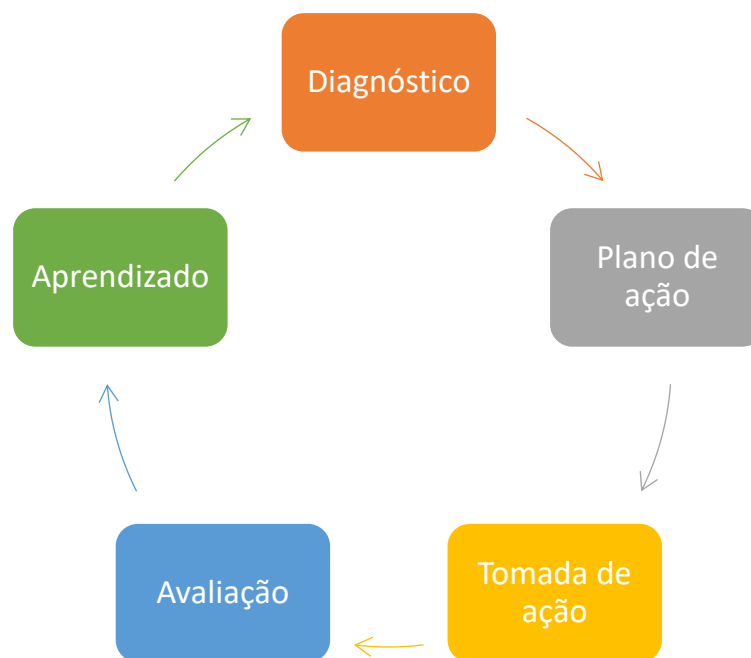 Diagnóstico
Plano de
ação
Tomada de
ação
Avaliação
Aprendizado